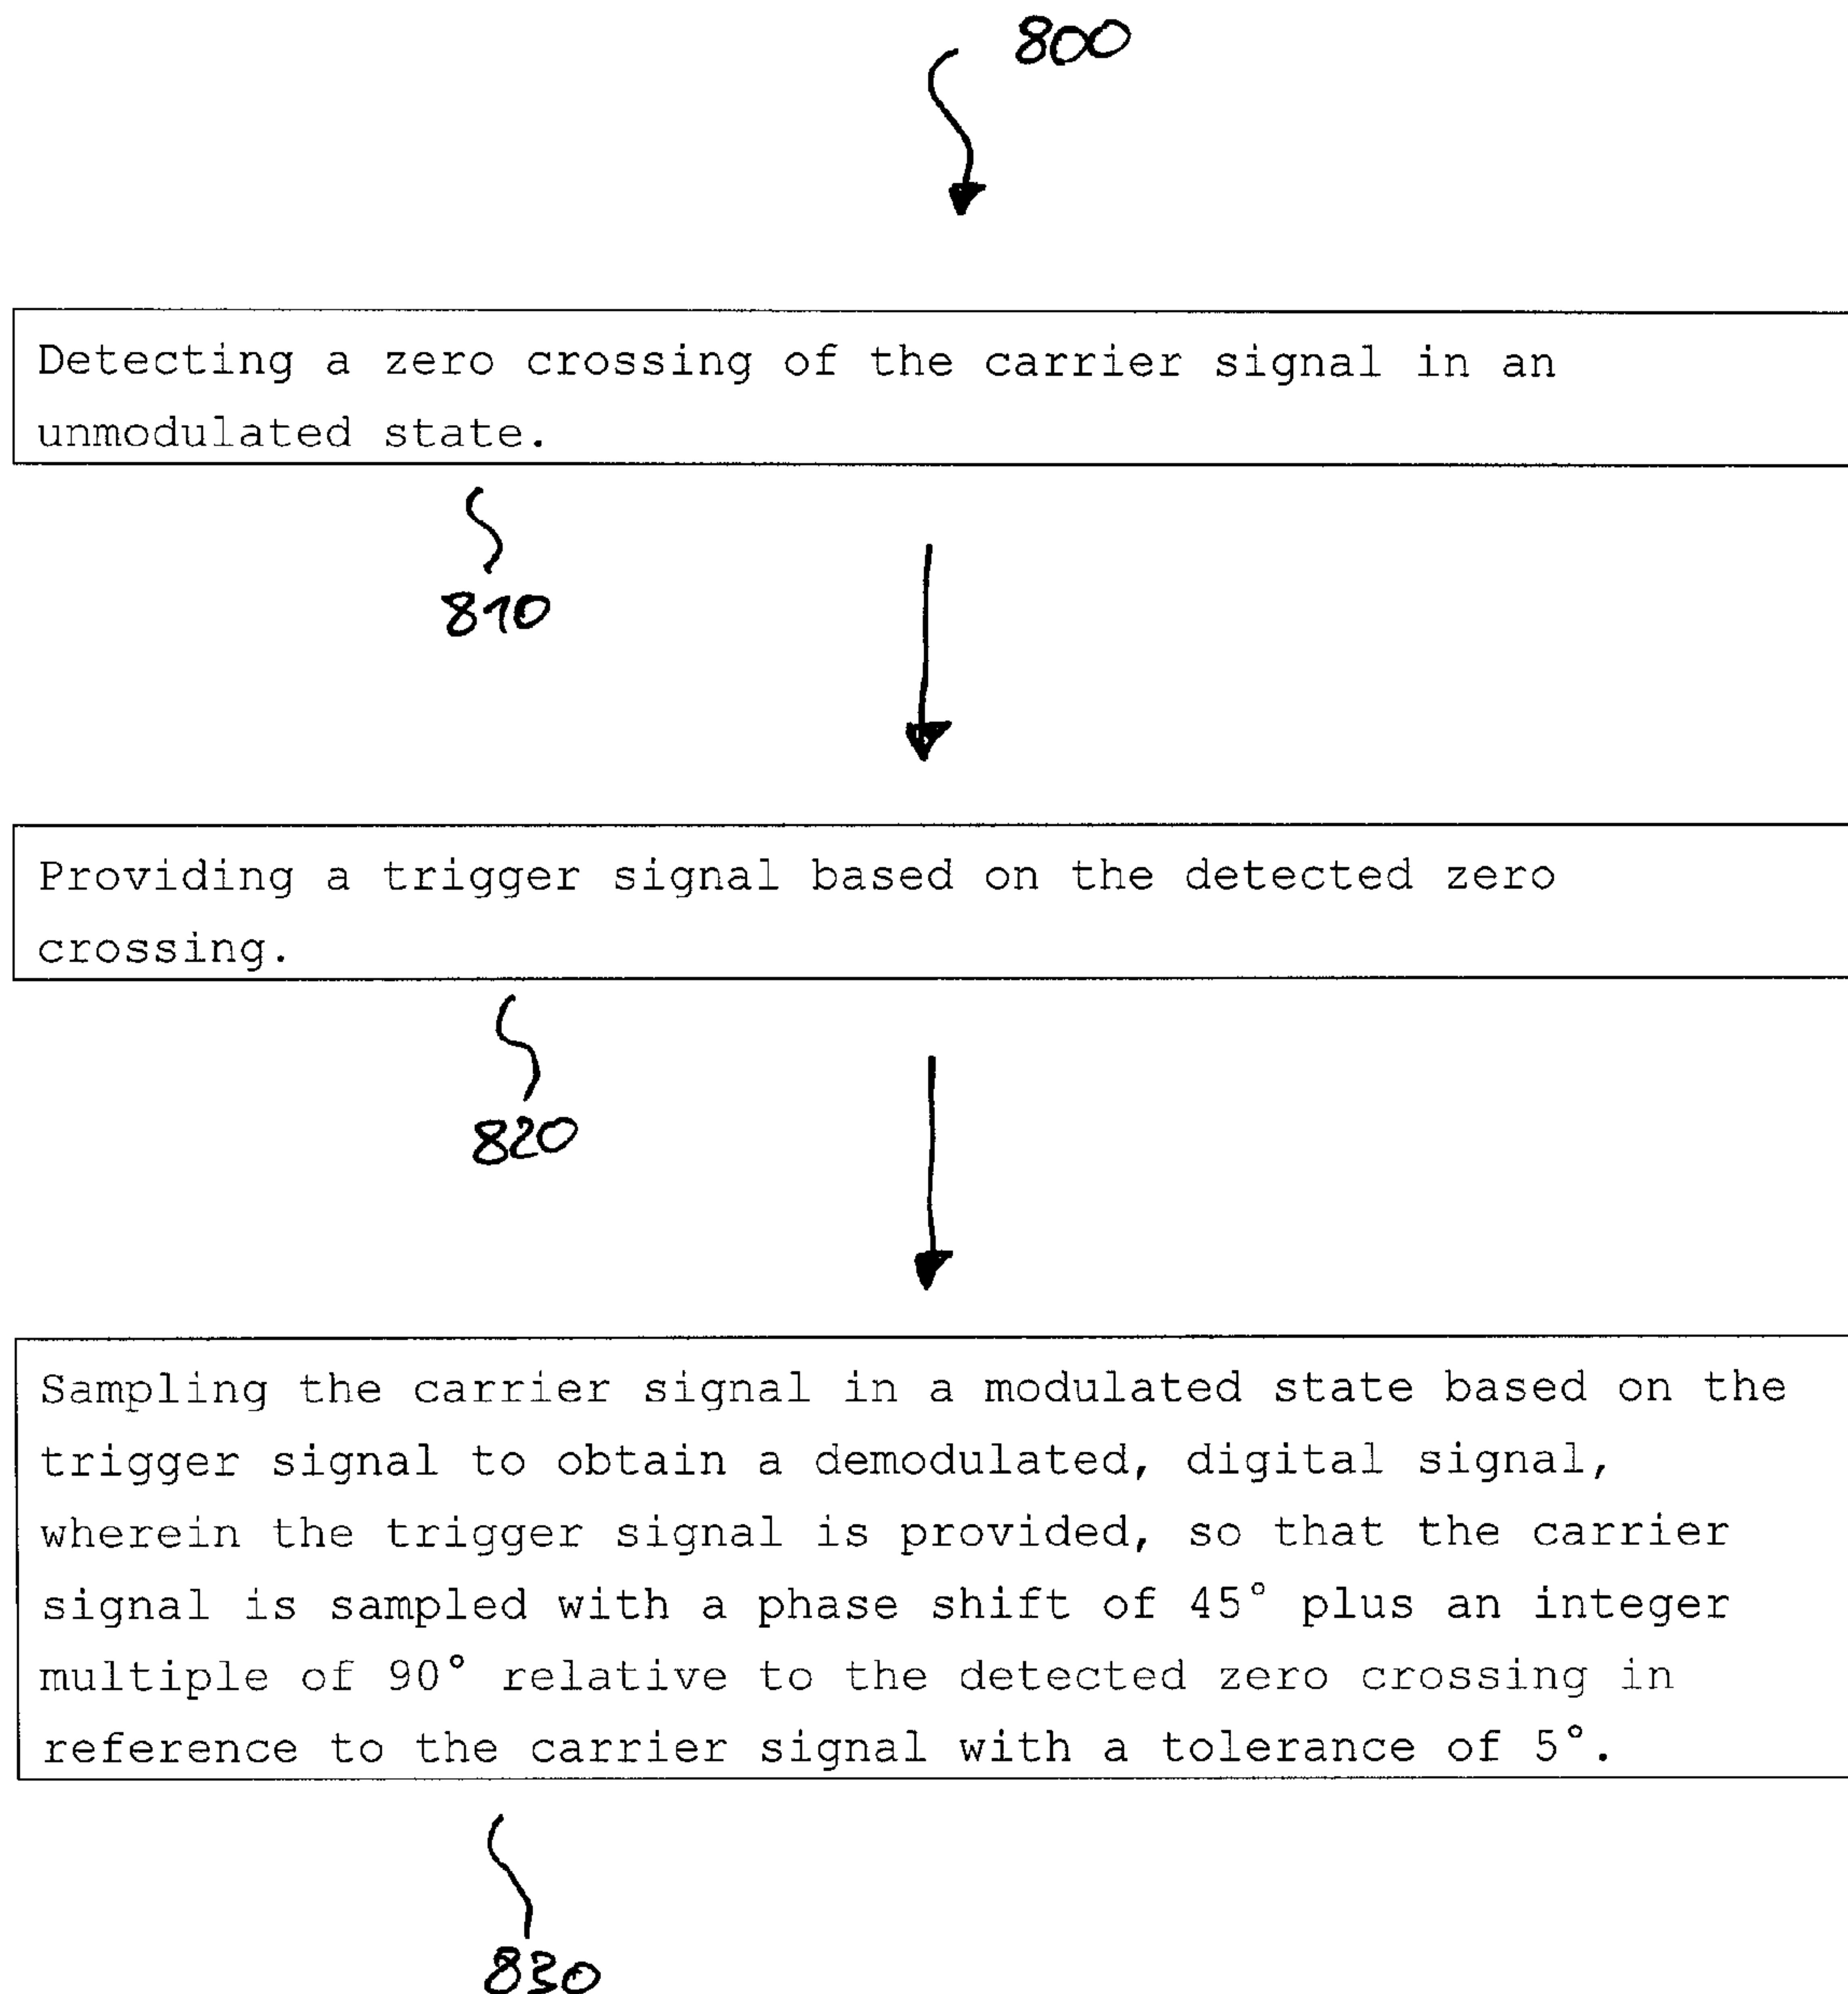 800
Detecting a zero crossing of the carrier signal in an
unmodulated state.
810
Providing a trigger signal based on the detected zero
crossing.
820
Sampling the carrier signal in a modulated state based on the
trigger signal to obtain a demodulated, digital signal,
wherein the trigger signal is provided, so that the carrier
signal is sampled with a phase shift of 45° plus an integer
multiple of 90° relative to the detected zero crossing in
reference to the carrier signal with a tolerance of 5°.
830